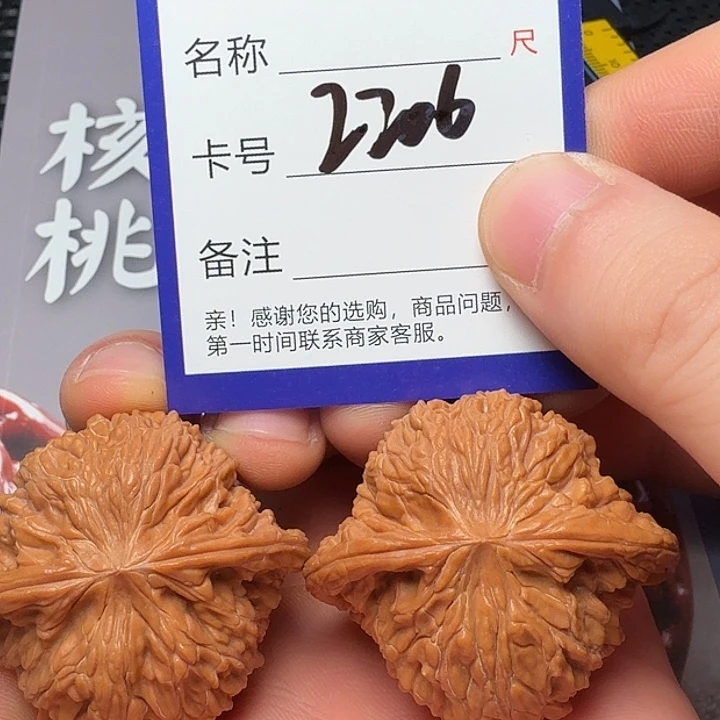 核
桃
名称
尺
卡号 2206
备注
亲！感谢您的选购，商品问题，
第一时间联系商家客服。